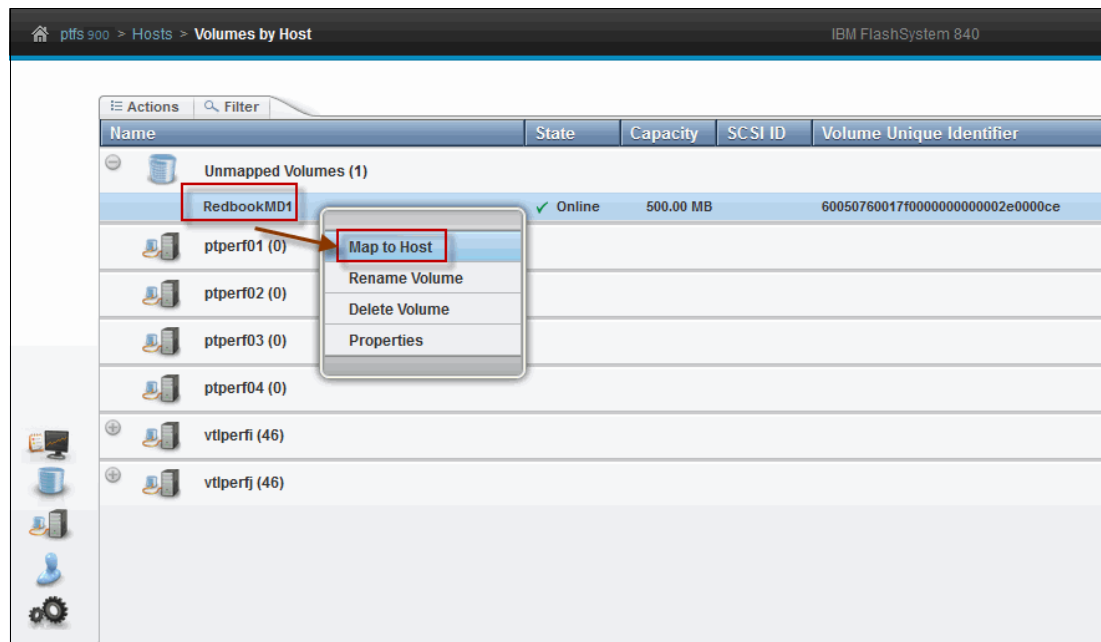 ptfs 900 > Hosts > Volumes by Host IBM FlashSystem 840
Actions Filter
Name State Capacity SCSI ID Volume Unique Identifier
Unmapped Volumes (1)
RedbookMD1 Online 500.00 MB 60050760017f0000000000002e0000ce
ptperf01 (0) Map to Host
Rename Volume
ptperf02 (0)
Delete Volume
ptperf03 (0) Properties
ptperf04 (0)
vtlperfi (46)
vtlperfj (46)